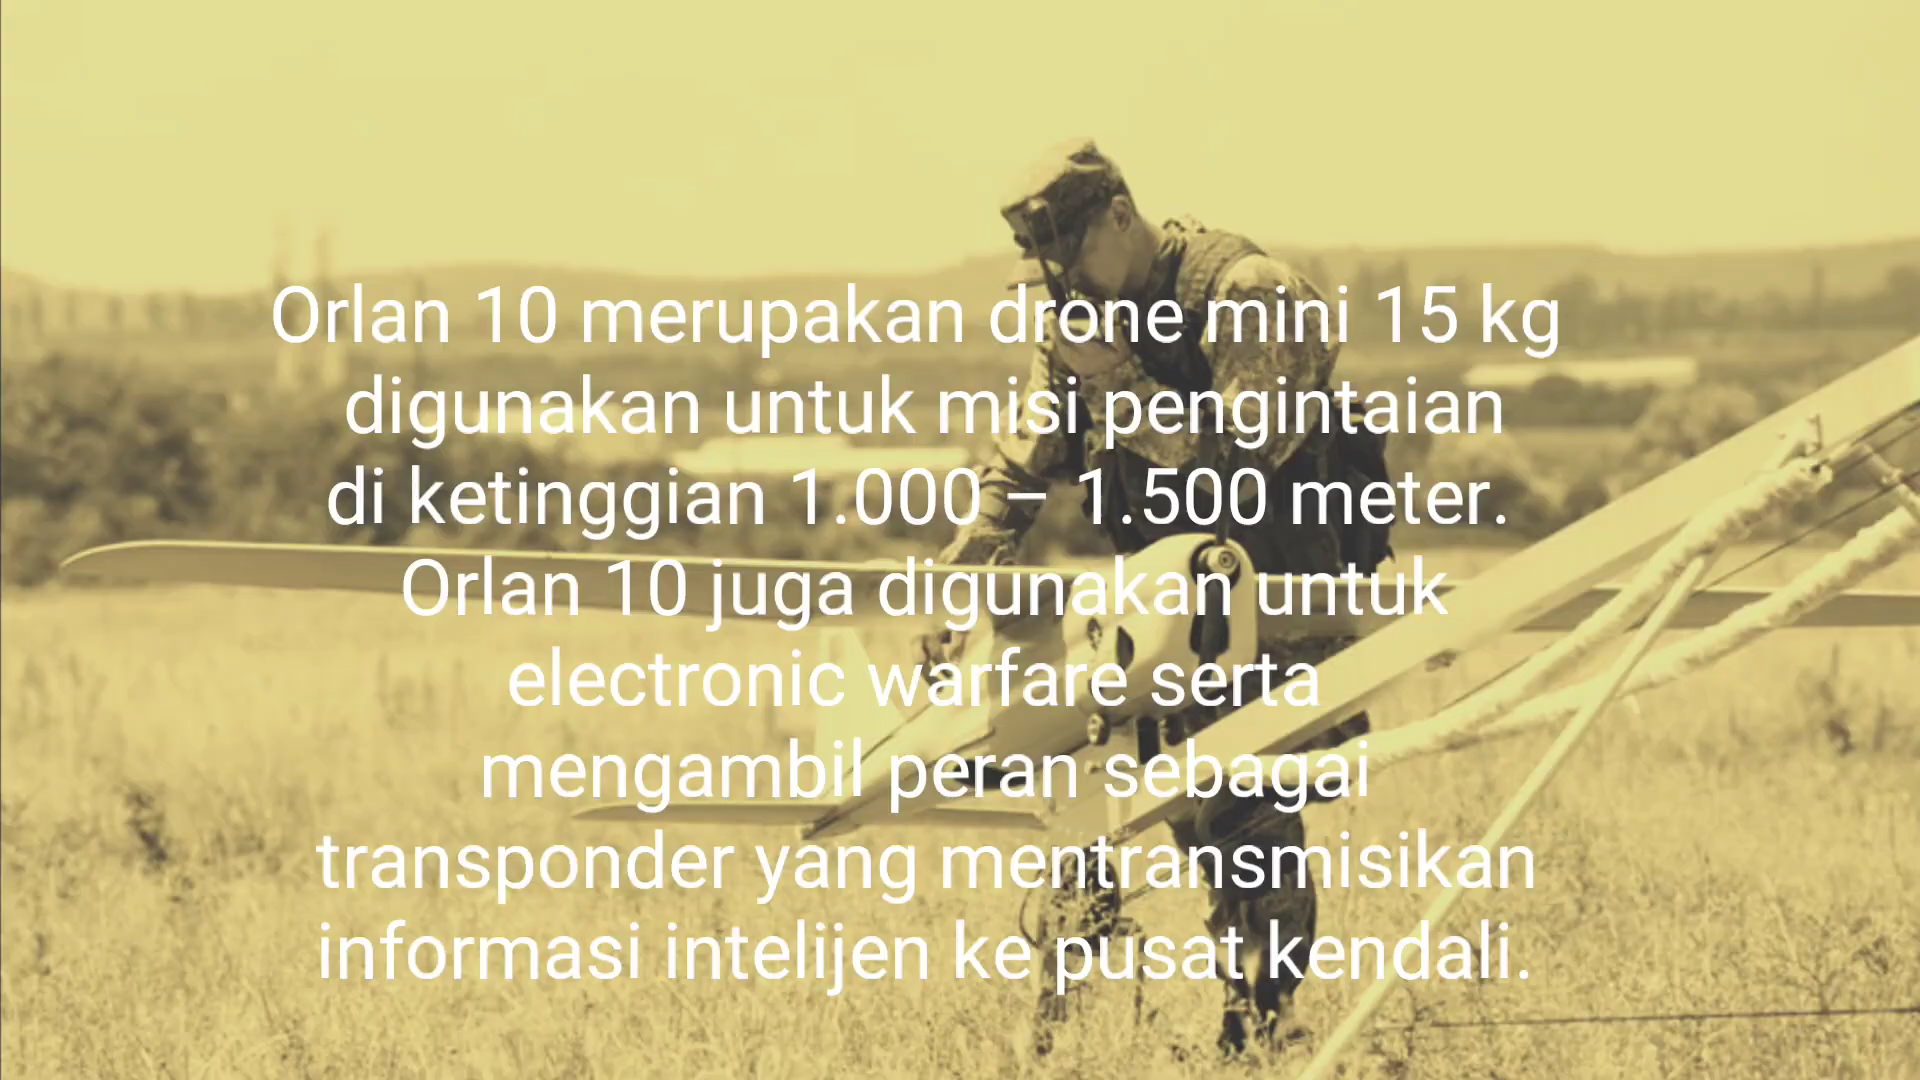 Orlan 10 merupakan drone mini 15 kg
digunakan untuk misi pengintaian
di ketinggian 1.000 – 1.500 meter.
Orlan 10 juga digunakan untuk
electronic warfare serta
mengambil peran sebagai
transponder yang mentransmisikan
informasi intelijen ke pusat kendali.